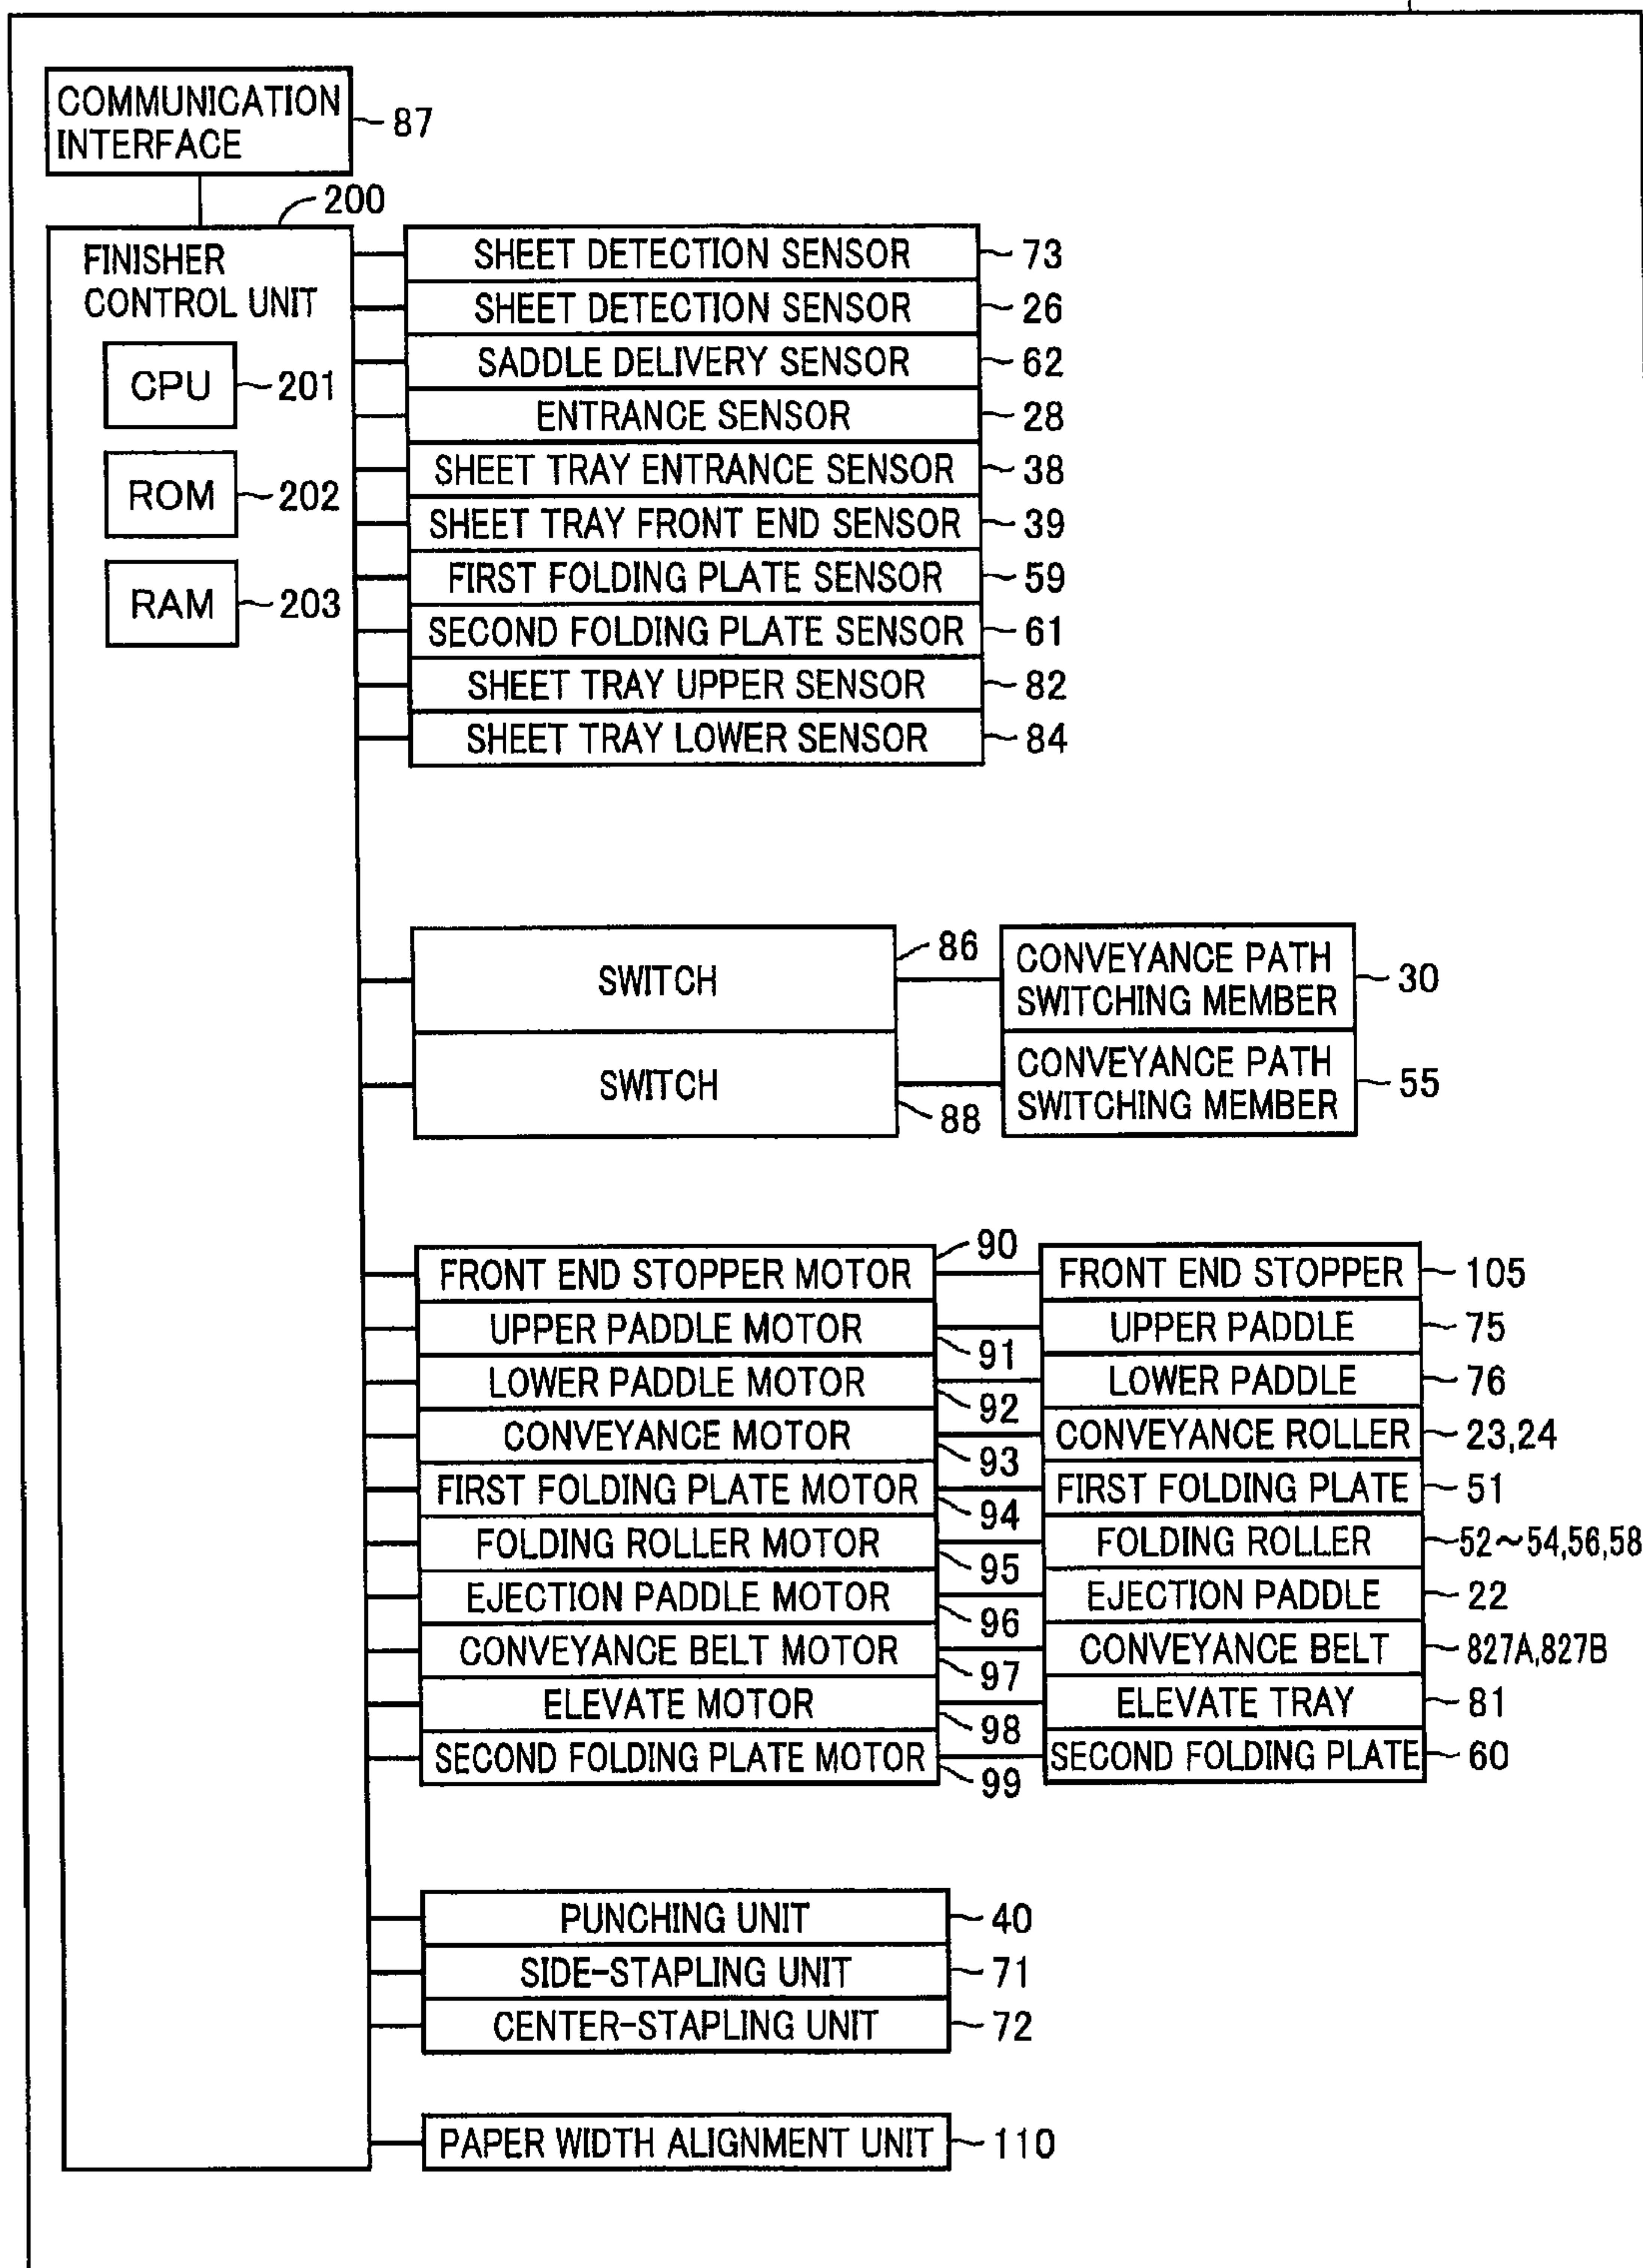 COMMUNICATION
INTERFACE
87
200
FINISHER
CONTROL UNIT
CPU 201
ROM 202
RAM 203
SHEET DETECTION SENSOR 73
SHEET DETECTION SENSOR 26
SADDLE DELIVERY SENSOR 62
ENTRANCE SENSOR 28
SHEET TRAY ENTRANCE SENSOR 38
SHEET TRAY FRONT END SENSOR 39
FIRST FOLDING PLATE SENSOR 59
SECOND FOLDING PLATE SENSOR 61
SHEET TRAY UPPER SENSOR 82
SHEET TRAY LOWER SENSOR 84
SWITCH 86
CONVEYANCE PATH
SWITCHING MEMBER
30
SWITCH 88
CONVEYANCE PATH
SWITCHING MEMBER
55
FRONT END STOPPER MOTOR 90 FRONT END STOPPER 105
UPPER PADDLE MOTOR 91 UPPER PADDLE 75
LOWER PADDLE MOTOR 92 LOWER PADDLE 76
CONVEYANCE MOTOR 93 CONVEYANCE ROLLER 23,24
FIRST FOLDING PLATE MOTOR 94 FIRST FOLDING PLATE 51
FOLDING ROLLER MOTOR 95 FOLDING ROLLER 52~54,56,58
EJECTION PADDLE MOTOR 96 EJECTION PADDLE 22
CONVEYANCE BELT MOTOR 97 CONVEYANCE BELT 827A,827B
ELEVATE MOTOR 98 ELEVATE TRAY 81
SECOND FOLDING PLATE MOTOR 99 SECOND FOLDING PLATE 60
PUNCHING UNIT 40
SIDE-STAPLING UNIT 71
CENTER-STAPLING UNIT 72
PAPER WIDTH ALIGNMENT UNIT 110